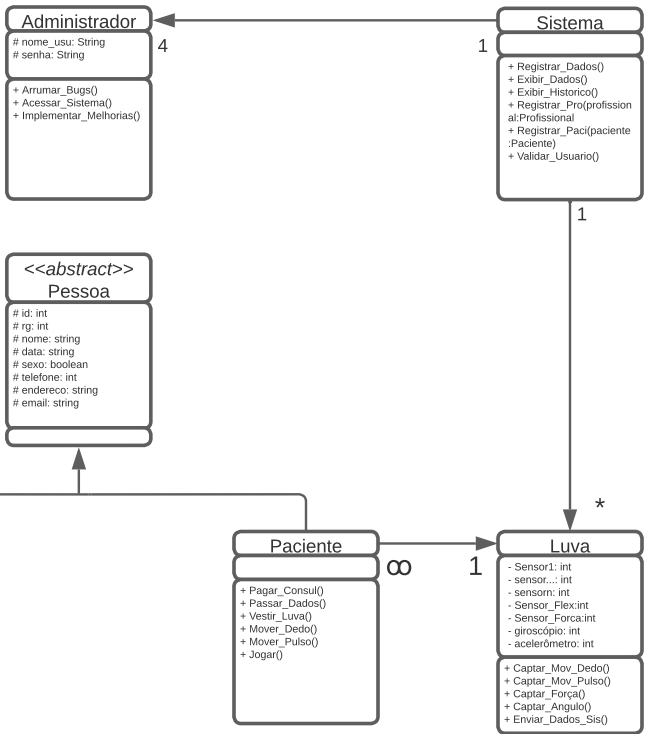 Administrador
# nome_usu: String
# senha: String
+ Arrumar_Bugs()
+ Acessar_Sistema()
+ Implementar_Melhorias()
4
1
Sistema
+ Registrar_Dados()
+ Exibir_Dados()
+ Exibir_Historico()
+ Registrar_Pro(profission
al:Profissional
+ Registrar_Paci(paciente
:Paciente)
+ Validar_Usuario()
1
<<abstract>>
Pessoa
# id: int
# rg: int
# nome: string
# data: string
# sexo: boolean
# telefone: int
# endereco: string
# email: string
*
Paciente
+ Pagar_Consul()
+ Passar_Dados()
+ Vestir_Luva()
+ Mover_Dedo()
+ Mover_Pulso()
+ Jogar()
∞
1
Luva
- Sensor1: int
- sensor...: int
- sensorn: int
- Sensor_Flex:int
- Sensor_Forca:int
- giroscópio: int
- acelerômetro: int
+ Captar_Mov_Dedo()
+ Captar_Mov_Pulso()
+ Captar_Força()
+ Captar_Angulo()
+ Enviar_Dados_Sis()